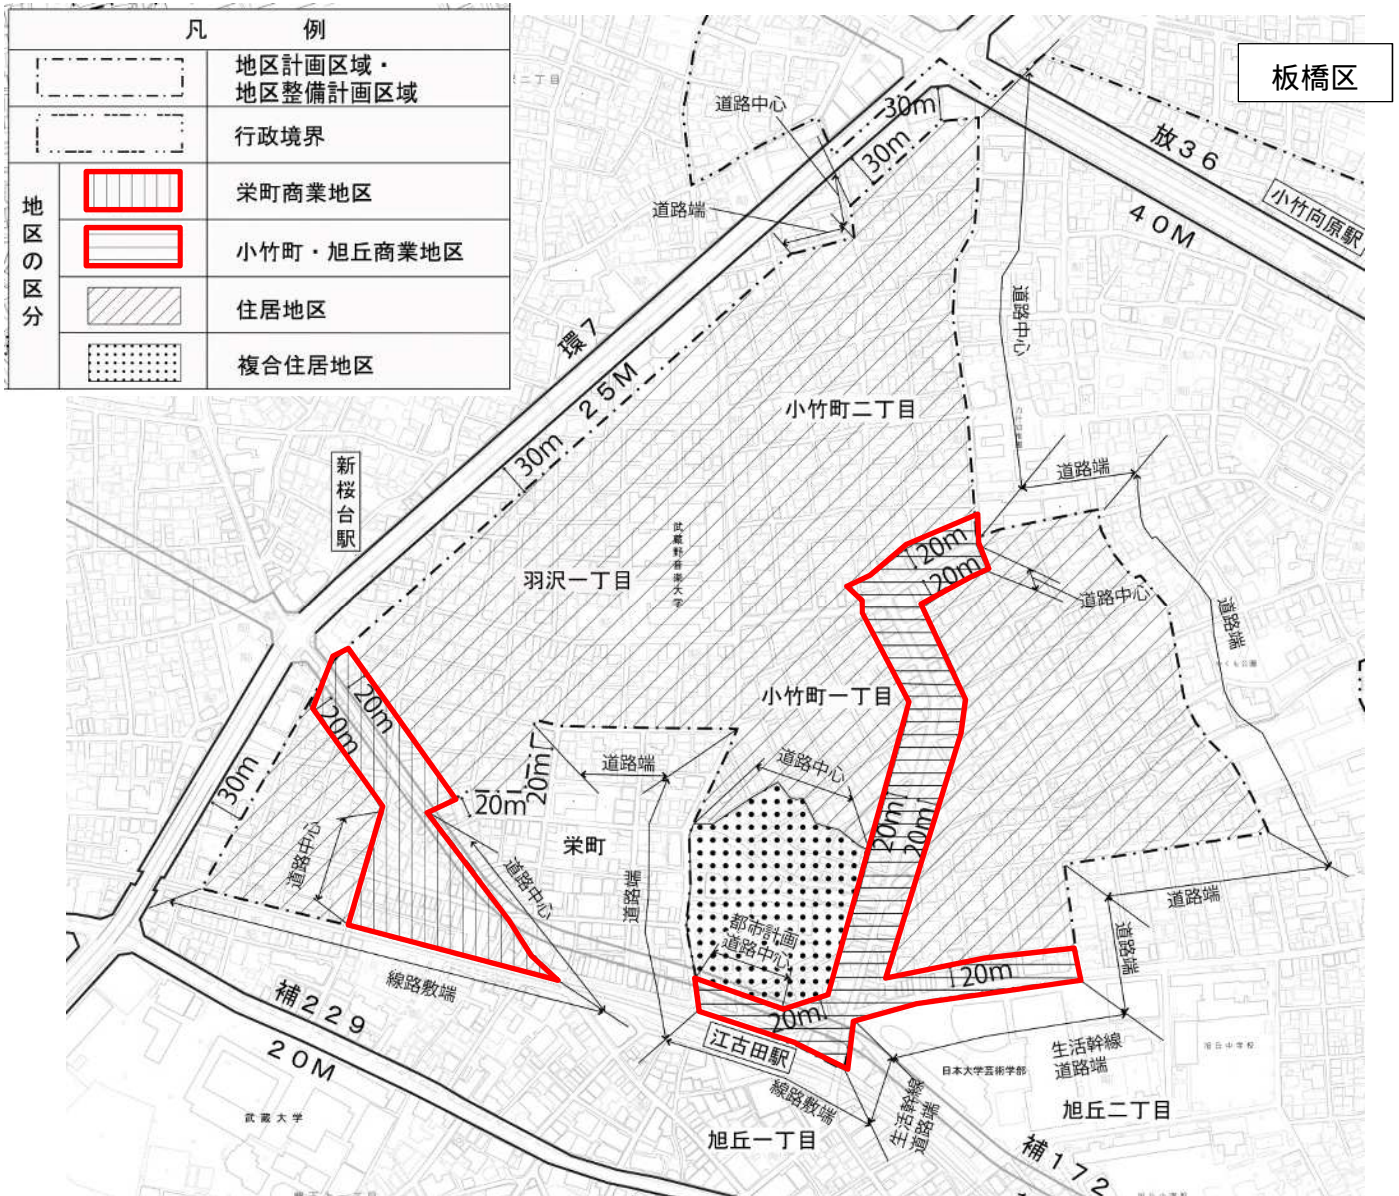 凡 例
地区計画区域・
地区整備計画区域
行政境界
地区の区分
栄町商業地区
小竹町・旭丘商業地区
住居地区
複合住居地区
板橋区
二丁目
道路中心
30m
30m
放36
小竹向原駅
道路端
40M
道路中心
環7
25M
小竹町二丁目
30m
道路端
新桜台駅
武蔵野音楽大学
20m
20m
羽沢一丁目
道路中心
道路端
小竹町一丁目
20m
20m
30m
道路端
20m
20m
道路中心
20m
20m
栄町
道路中心
道路中心
道路端
道路端
都市計画
道路中心
道路端
20m
線路敷端
補229
20m
江古田駅
20M
生活幹線
道路端
旭丘中学校
日本大学芸術学部
線路敷端
生活幹線
道路端
武蔵大学
旭丘二丁目
旭丘一丁目
補172